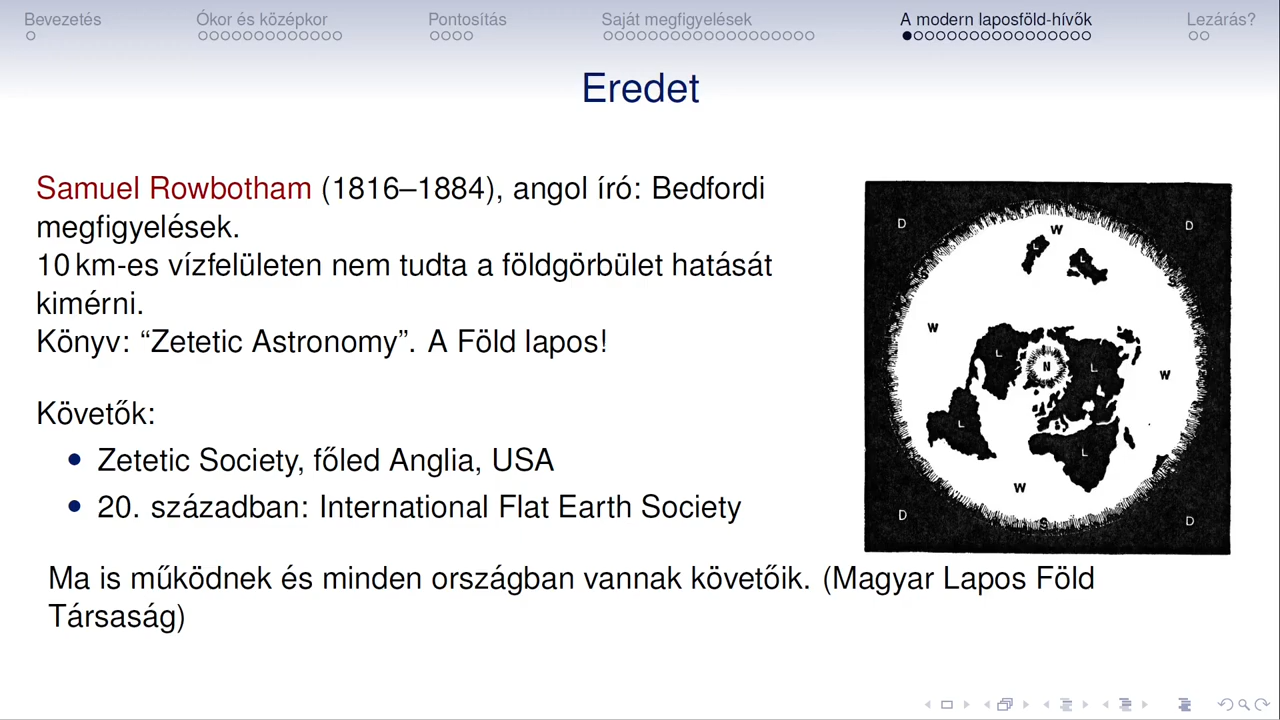 Bevezetés
Ókor és középkor
Pontosítás
Saját megfigyelések
A modern laposföld-hívők
Lezárás?
Eredet
Samuel Rowbotham (1816–1884), angol író: Bedfordi
megfigyelések.
10 km-es vízfelületen nem tudta a földgörbület hatását
kimérni.
Könyv: “Zetetic Astronomy”. A Föld lapos!
Követők:
Zetetic Society, főled Anglia, USA
20. században: International Flat Earth Society
Ma is működnek és minden országban vannak követőik. (Magyar Lapos Föld
Társaság)
D
D
W
L
L
W
L
N
L
W
L
L
W
D
S
D